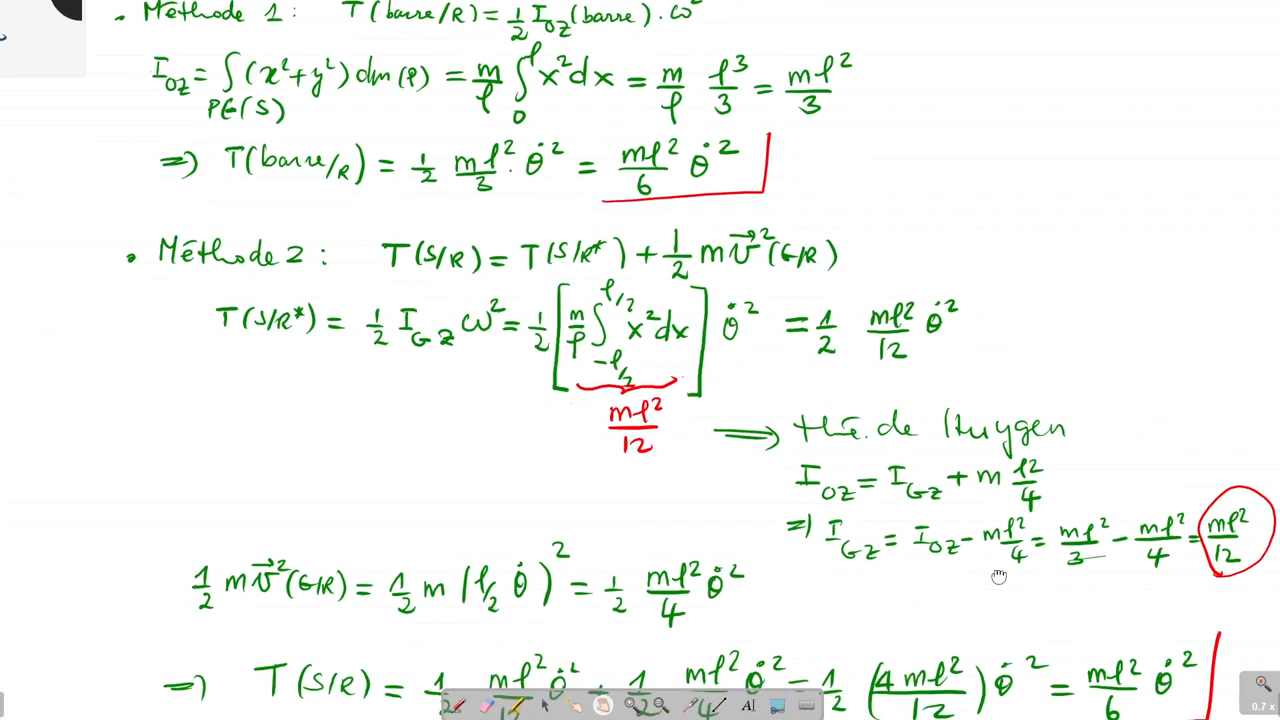 • Méthode 1 : T(barre/R) = 1/2 I_OZ(barre) . ω²
I_OZ = ∫_{P∈(S)} (x²+y²) dm(P) = m/ℓ ∫_0^ℓ x²dx = m/ℓ ℓ³/3 = mℓ²/3
=> T(barre/R) = 1/2 mℓ²/3 . θ̇² = mℓ²/6 θ̇²
• Méthode 2 : T(S/R) = T(S/R*) + 1/2 m v⃗²(G/R)
T(S/R*) = 1/2 I_GZ ω² = 1/2 [ m/ℓ ∫_{-ℓ/2}^{ℓ/2} x²dx ] θ̇² = 1/2 mℓ²/12 θ̇²
mℓ²/12
=> thé. de Huygen
I_OZ = I_GZ + m ℓ²/4
=> I_GZ = I_OZ - mℓ²/4 = mℓ²/3 - mℓ²/4 = mℓ²/12
1/2 m v⃗²(G/R) = 1/2 m (ℓ/2 θ̇)² = 1/2 mℓ²/4 θ̇²
=> T(S/R) = 1/2 mℓ²/12 θ̇² + 1/2 mℓ²/4 θ̇² = 1/2 (4mℓ²/12) θ̇² = mℓ²/6 θ̇²
0.7 x